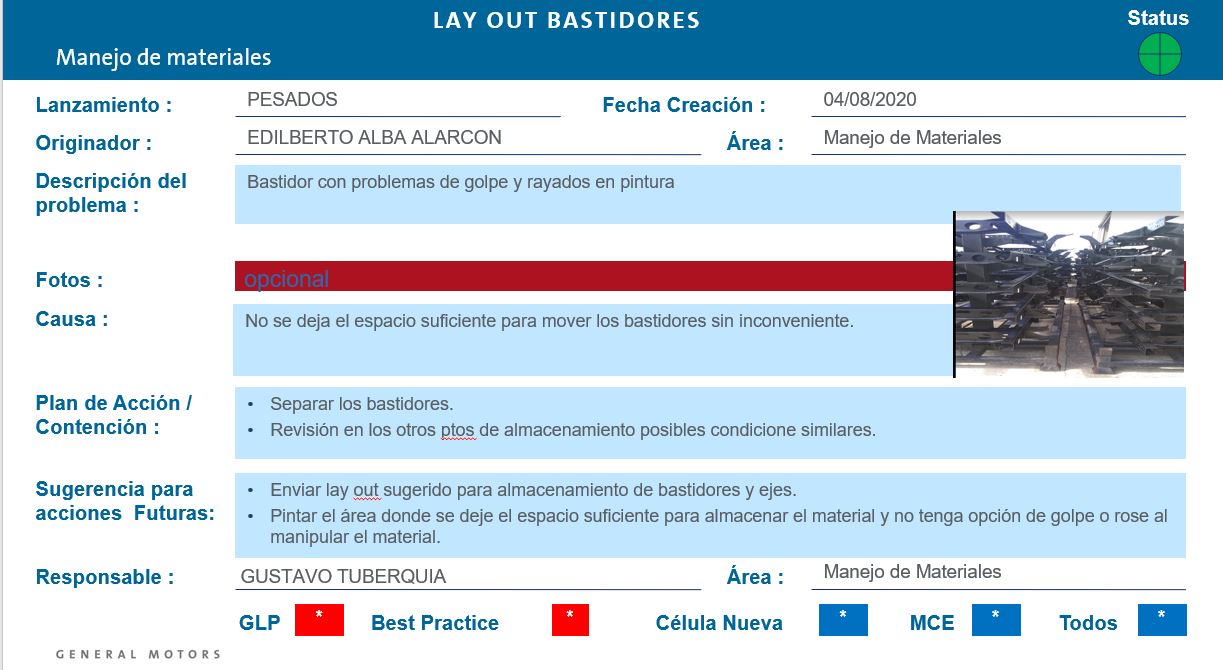 LAY OUT BASTIDORES
Status
Manejo de materiales
Lanzamiento :
PESADOS
Fecha Creación :
04/08/2020
Originador :
EDILBERTO ALBA ALARCON
Área :
Manejo de Materiales
Descripción del
problema :
Bastidor con problemas de golpe y rayados en pintura
Fotos :
opcional
Causa :
No se deja el espacio suficiente para mover los bastidores sin inconveniente.
Plan de Acción /
Contención :
• Separar los bastidores.
• Revisión en los otros ptos de almacenamiento posibles condicione similares.
Sugerencia para
acciones Futuras:
• Enviar lay out sugerido para almacenamiento de bastidores y ejes.
• Pintar el área donde se deje el espacio suficiente para almacenar el material y no tenga opción de golpe o rose al
manipular el material.
Responsable :
GUSTAVO TUBERQUIA
Área :
Manejo de Materiales
GLP * Best Practice * Célula Nueva * MCE * Todos *
GENERAL MOTORS